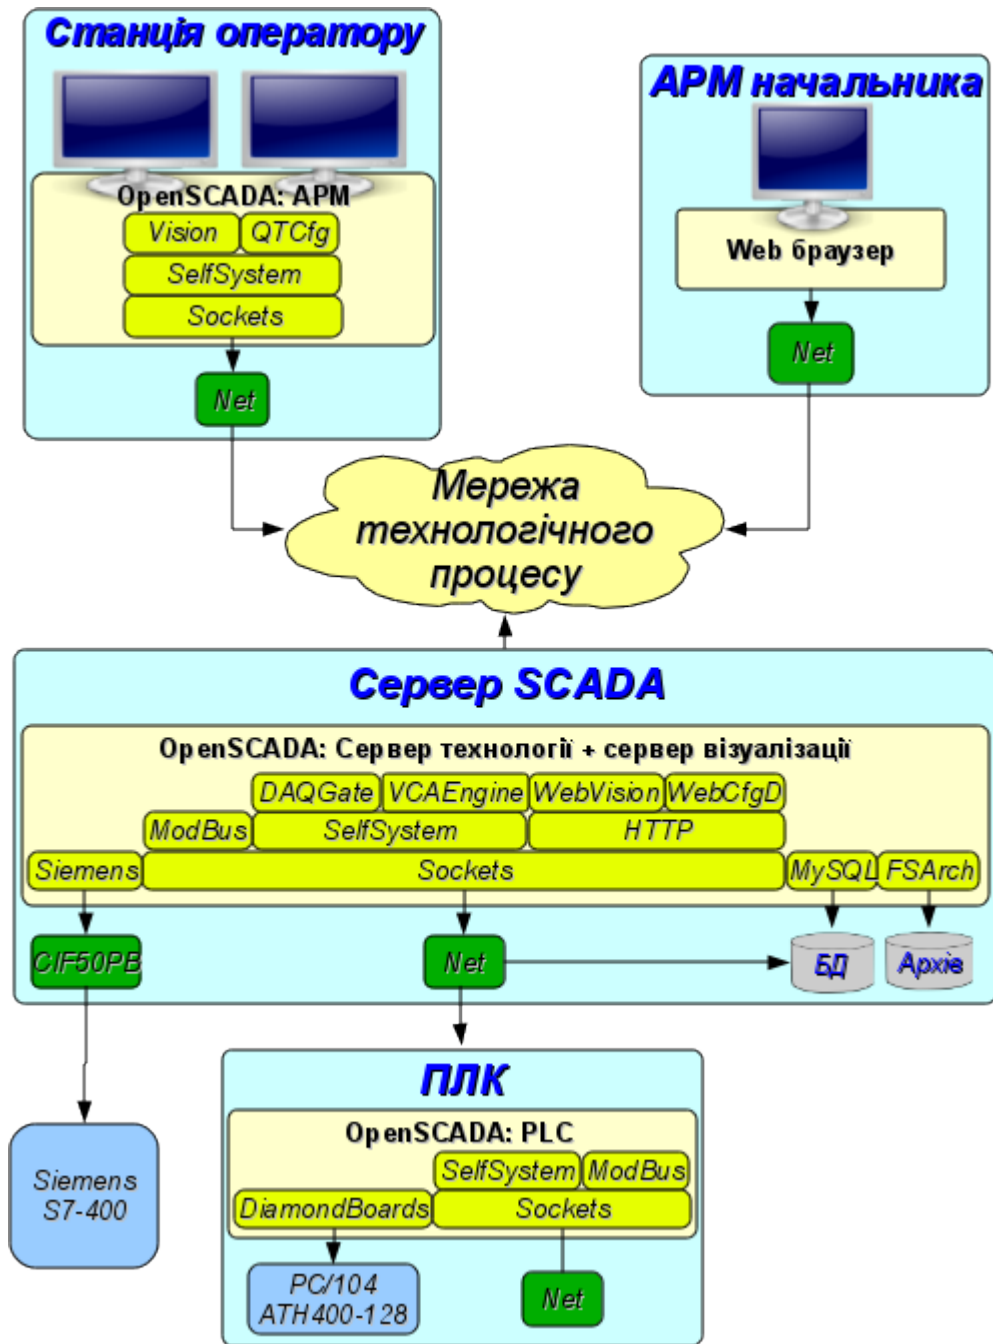 Станція оператору
OpenSCADA: АРМ
Vision
QTCfg
SelfSystem
Sockets
Net
АРМ начальника
Web браузер
Net
Мережа
технологічного
процесу
Сервер SCADA
OpenSCADA: Сервер технології + сервер візуалізації
DAQGate
VCAEngine
WebVision
WebCfgD
ModBus
SelfSystem
HTTP
Siemens
Sockets
MySQL
FSArch
CIF50PB
Net
БД
Архів
ПЛК
OpenSCADA: PLC
SelfSystem
ModBus
DiamondBoards
Sockets
PC/104
ATH400-128
Net
Siemens
S7-400